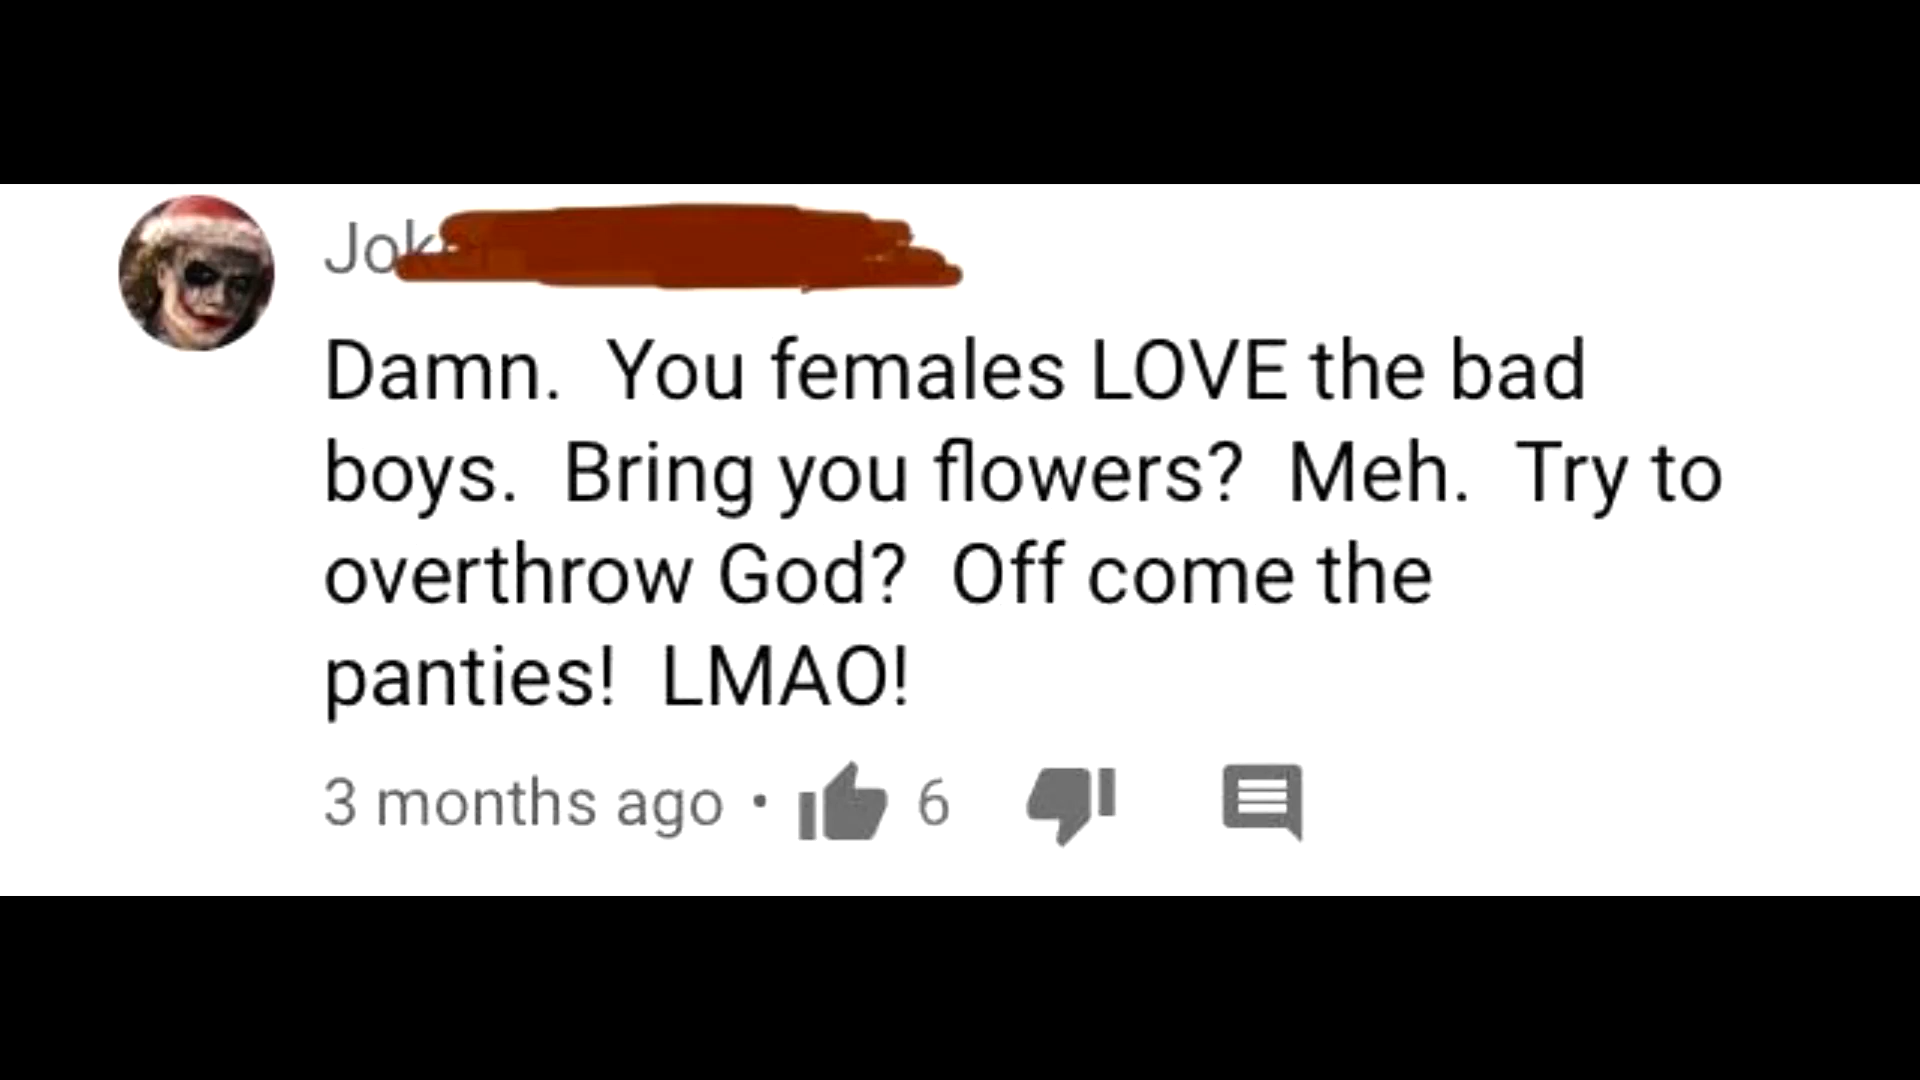 Damn. You females LOVE the bad
boys. Bring you flowers? Meh. Try to
overthrow God? Off come the
panties! LMAO!
3 months ago • 6